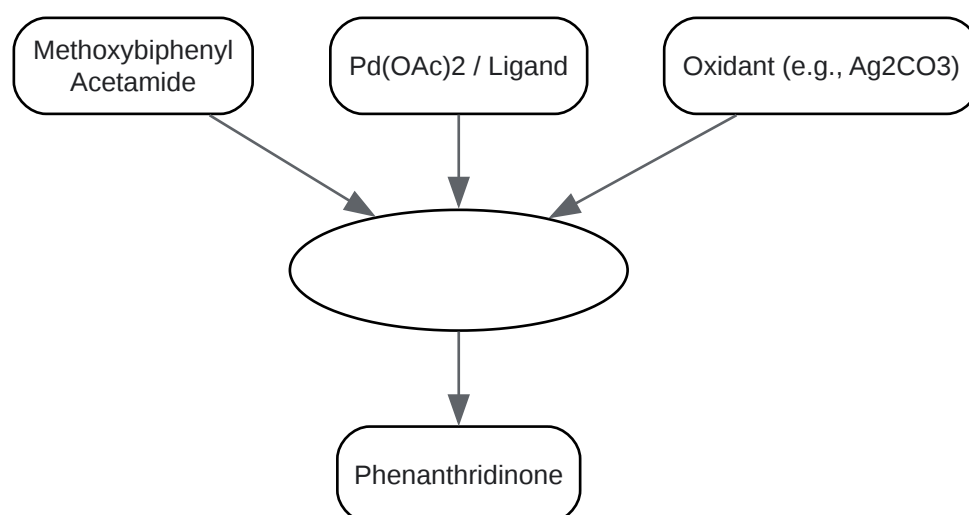 Methoxybiphenyl
Acetamide
Pd(OAc)2 / Ligand
Oxidant (e.g., Ag2CO3)
Phenanthridinone